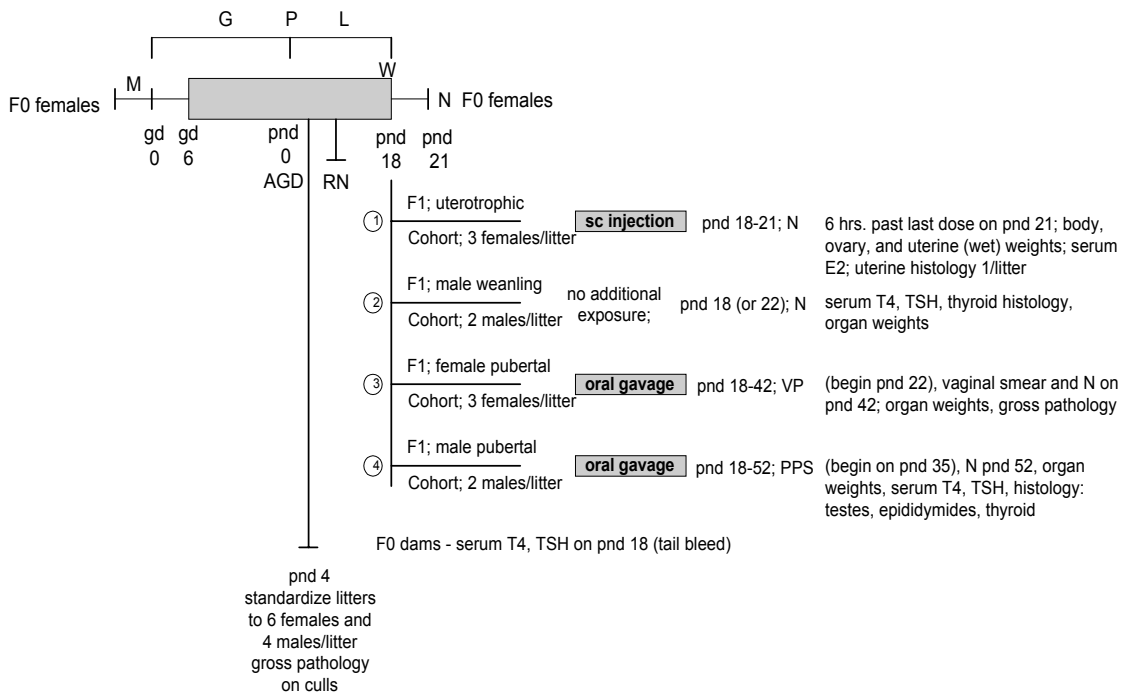 G P L
M
W
F0 females
N F0 females
gd
0
gd
6
pnd
0
AGD
RN
pnd
18
pnd
21
1
F1; uterotrophic
Cohort; 3 females/litter
sc injection
pnd 18-21; N
6 hrs. past last dose on pnd 21; body,
ovary, and uterine (wet) weights; serum
E2; uterine histology 1/litter
2
F1; male weanling
Cohort; 2 males/litter
no additional
exposure;
pnd 18 (or 22); N
serum T4, TSH, thyroid histology,
organ weights
3
F1; female pubertal
Cohort; 3 females/litter
oral gavage
pnd 18-42; VP
(begin pnd 22), vaginal smear and N on
pnd 42; organ weights, gross pathology
4
F1; male pubertal
Cohort; 2 males/litter
oral gavage
pnd 18-52; PPS
(begin on pnd 35), N pnd 52, organ
weights, serum T4, TSH, histology:
testes, epididymides, thyroid
F0 dams - serum T4, TSH on pnd 18 (tail bleed)
pnd 4
standardize litters
to 6 females and
4 males/litter
gross pathology
on culls